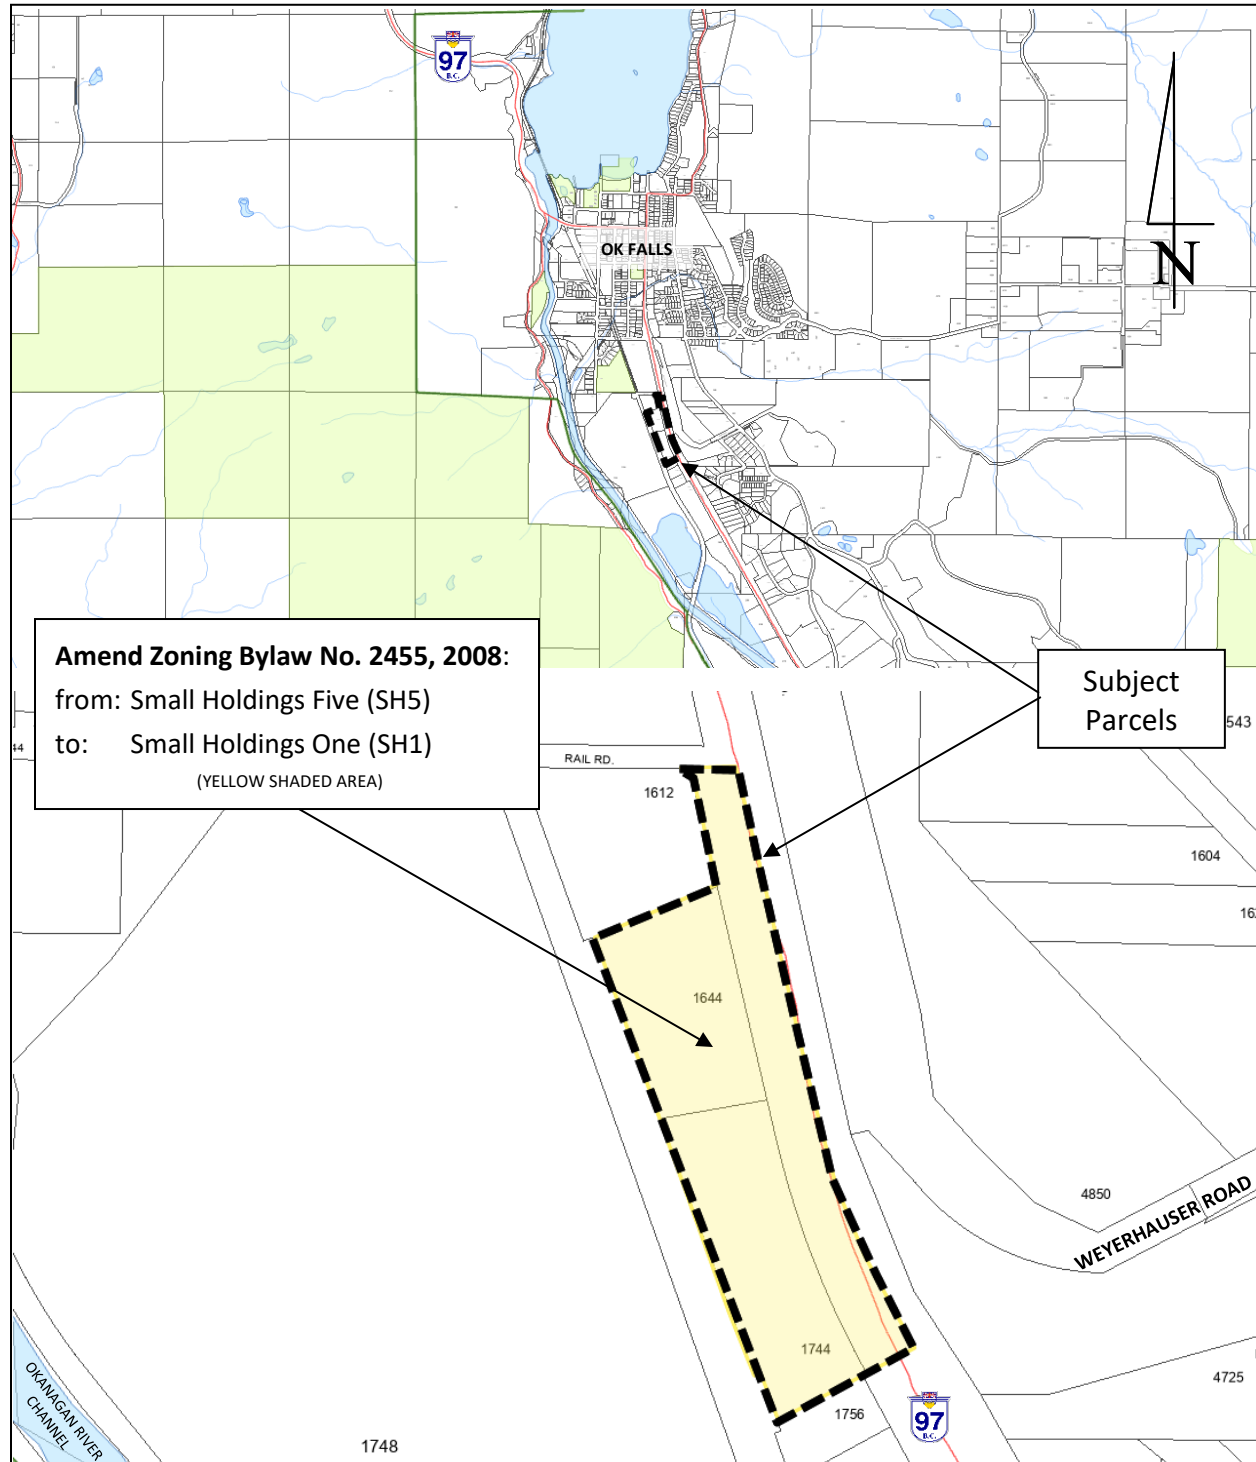 97
B.C.
N
OK FALLS
Amend Zoning Bylaw No. 2455, 2008:
from: Small Holdings Five (SH5)
to: Small Holdings One (SH1)
(YELLOW SHADED AREA)
Subject
Parcels
543
44
RAIL RD.
1612
1604
162
1644
4850
WEYERHAUSER ROAD
1744
4725
OKANAGAN RIVER
CHANNEL
1756
97
B.C.
1748